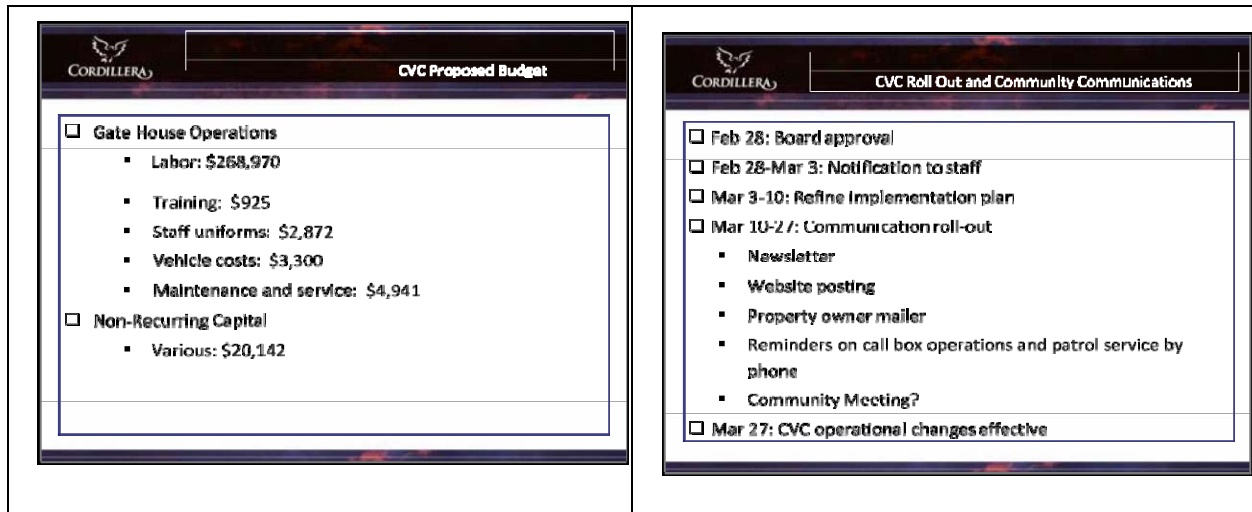 CORDILLERA
CVC Proposed Budget
Gate House Operations
Labor: $268,970
Training: $925
Staff uniforms: $2,872
Vehicle costs: $3,300
Maintenance and service: $4,941
Non-Recurring Capital
Various: $20,142
CORDILLERA
CVC Roll Out and Community Communications
Feb 28: Board approval
Feb 28-Mar 3: Notification to staff
Mar 3-10: Refine implementation plan
Mar 10-27: Communication roll-out
Newsletter
Website posting
Property owner mailer
Reminders on call box operations and patrol service by
phone
Community Meeting?
Mar 27: CVC operational changes effective